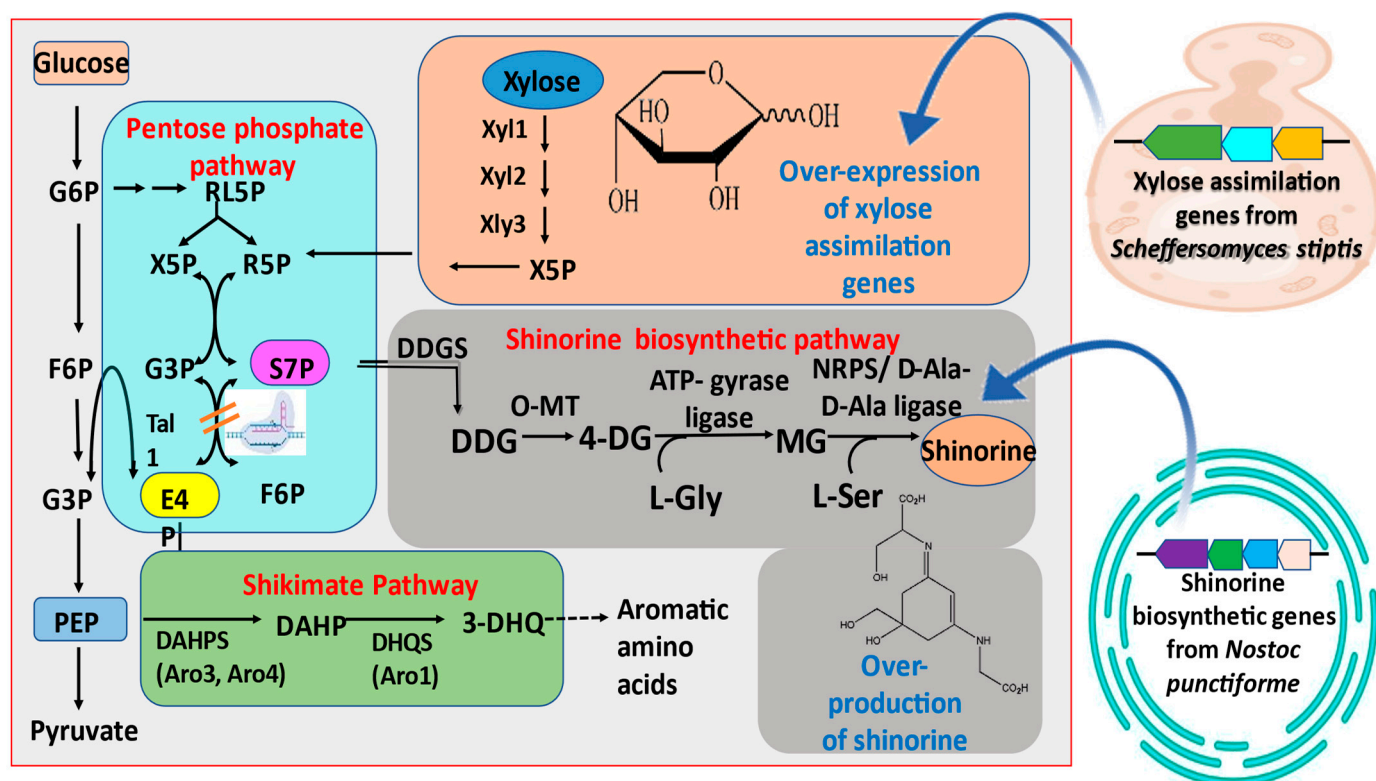 Glucose
G6P
F6P
G3P
PEP
Pyruvate
Pentose phosphate
pathway
RL5P
X5P
R5P
G3P
S7P
Tal
1
E4
P
F6P
Xylose
Xyl1
Xyl2
Xly3
X5P
O
HO
OH
OH
OH
Over-expression
of xylose
assimilation
genes
Shinorine biosynthetic pathway
DDGS
DDG
O-MT
4-DG
ATP- gyrase
ligase
L-Gly
MG
NRPS/ D-Ala-
D-Ala ligase
L-Ser
Shinorine
Shikimate Pathway
DAHPS
(Aro3, Aro4)
DAHP
DHQS
(Aro1)
3-DHQ
Aromatic
amino
acids
CO₂H
N
OH
HO
HO
NH
CO₂H
Over-
production
of shinorine
Xylose assimilation
genes from
Scheffersomyces stiptis
Shinorine
biosynthetic genes
from Nostoc
punctiforme